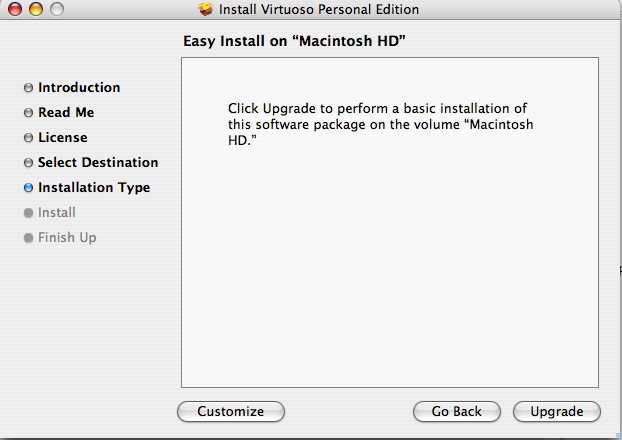 Install Virtuoso Personal Edition
Easy Install on “Macintosh HD”
Introduction
Read Me
License
Select Destination
Installation Type
Install
Finish Up
Click Upgrade to perform a basic installation of
this software package on the volume “Macintosh
HD.”
Customize
Go Back
Upgrade